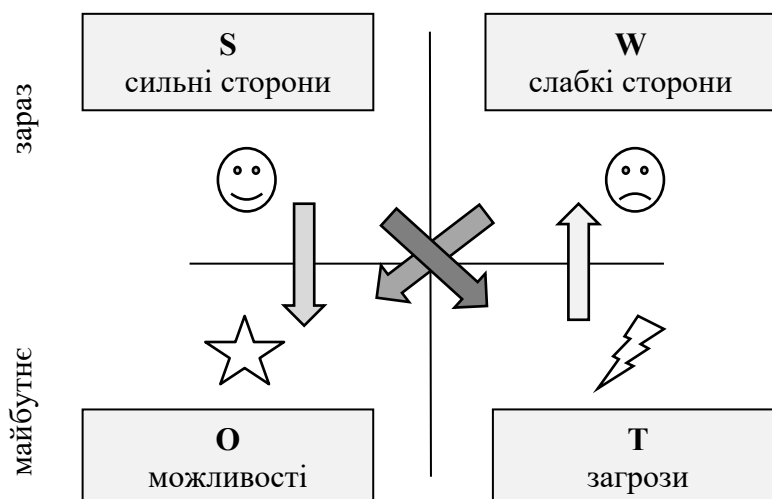 зараз
S
сильні сторони
W
слабкі сторони
майбутнє
O
можливості
T
загрози